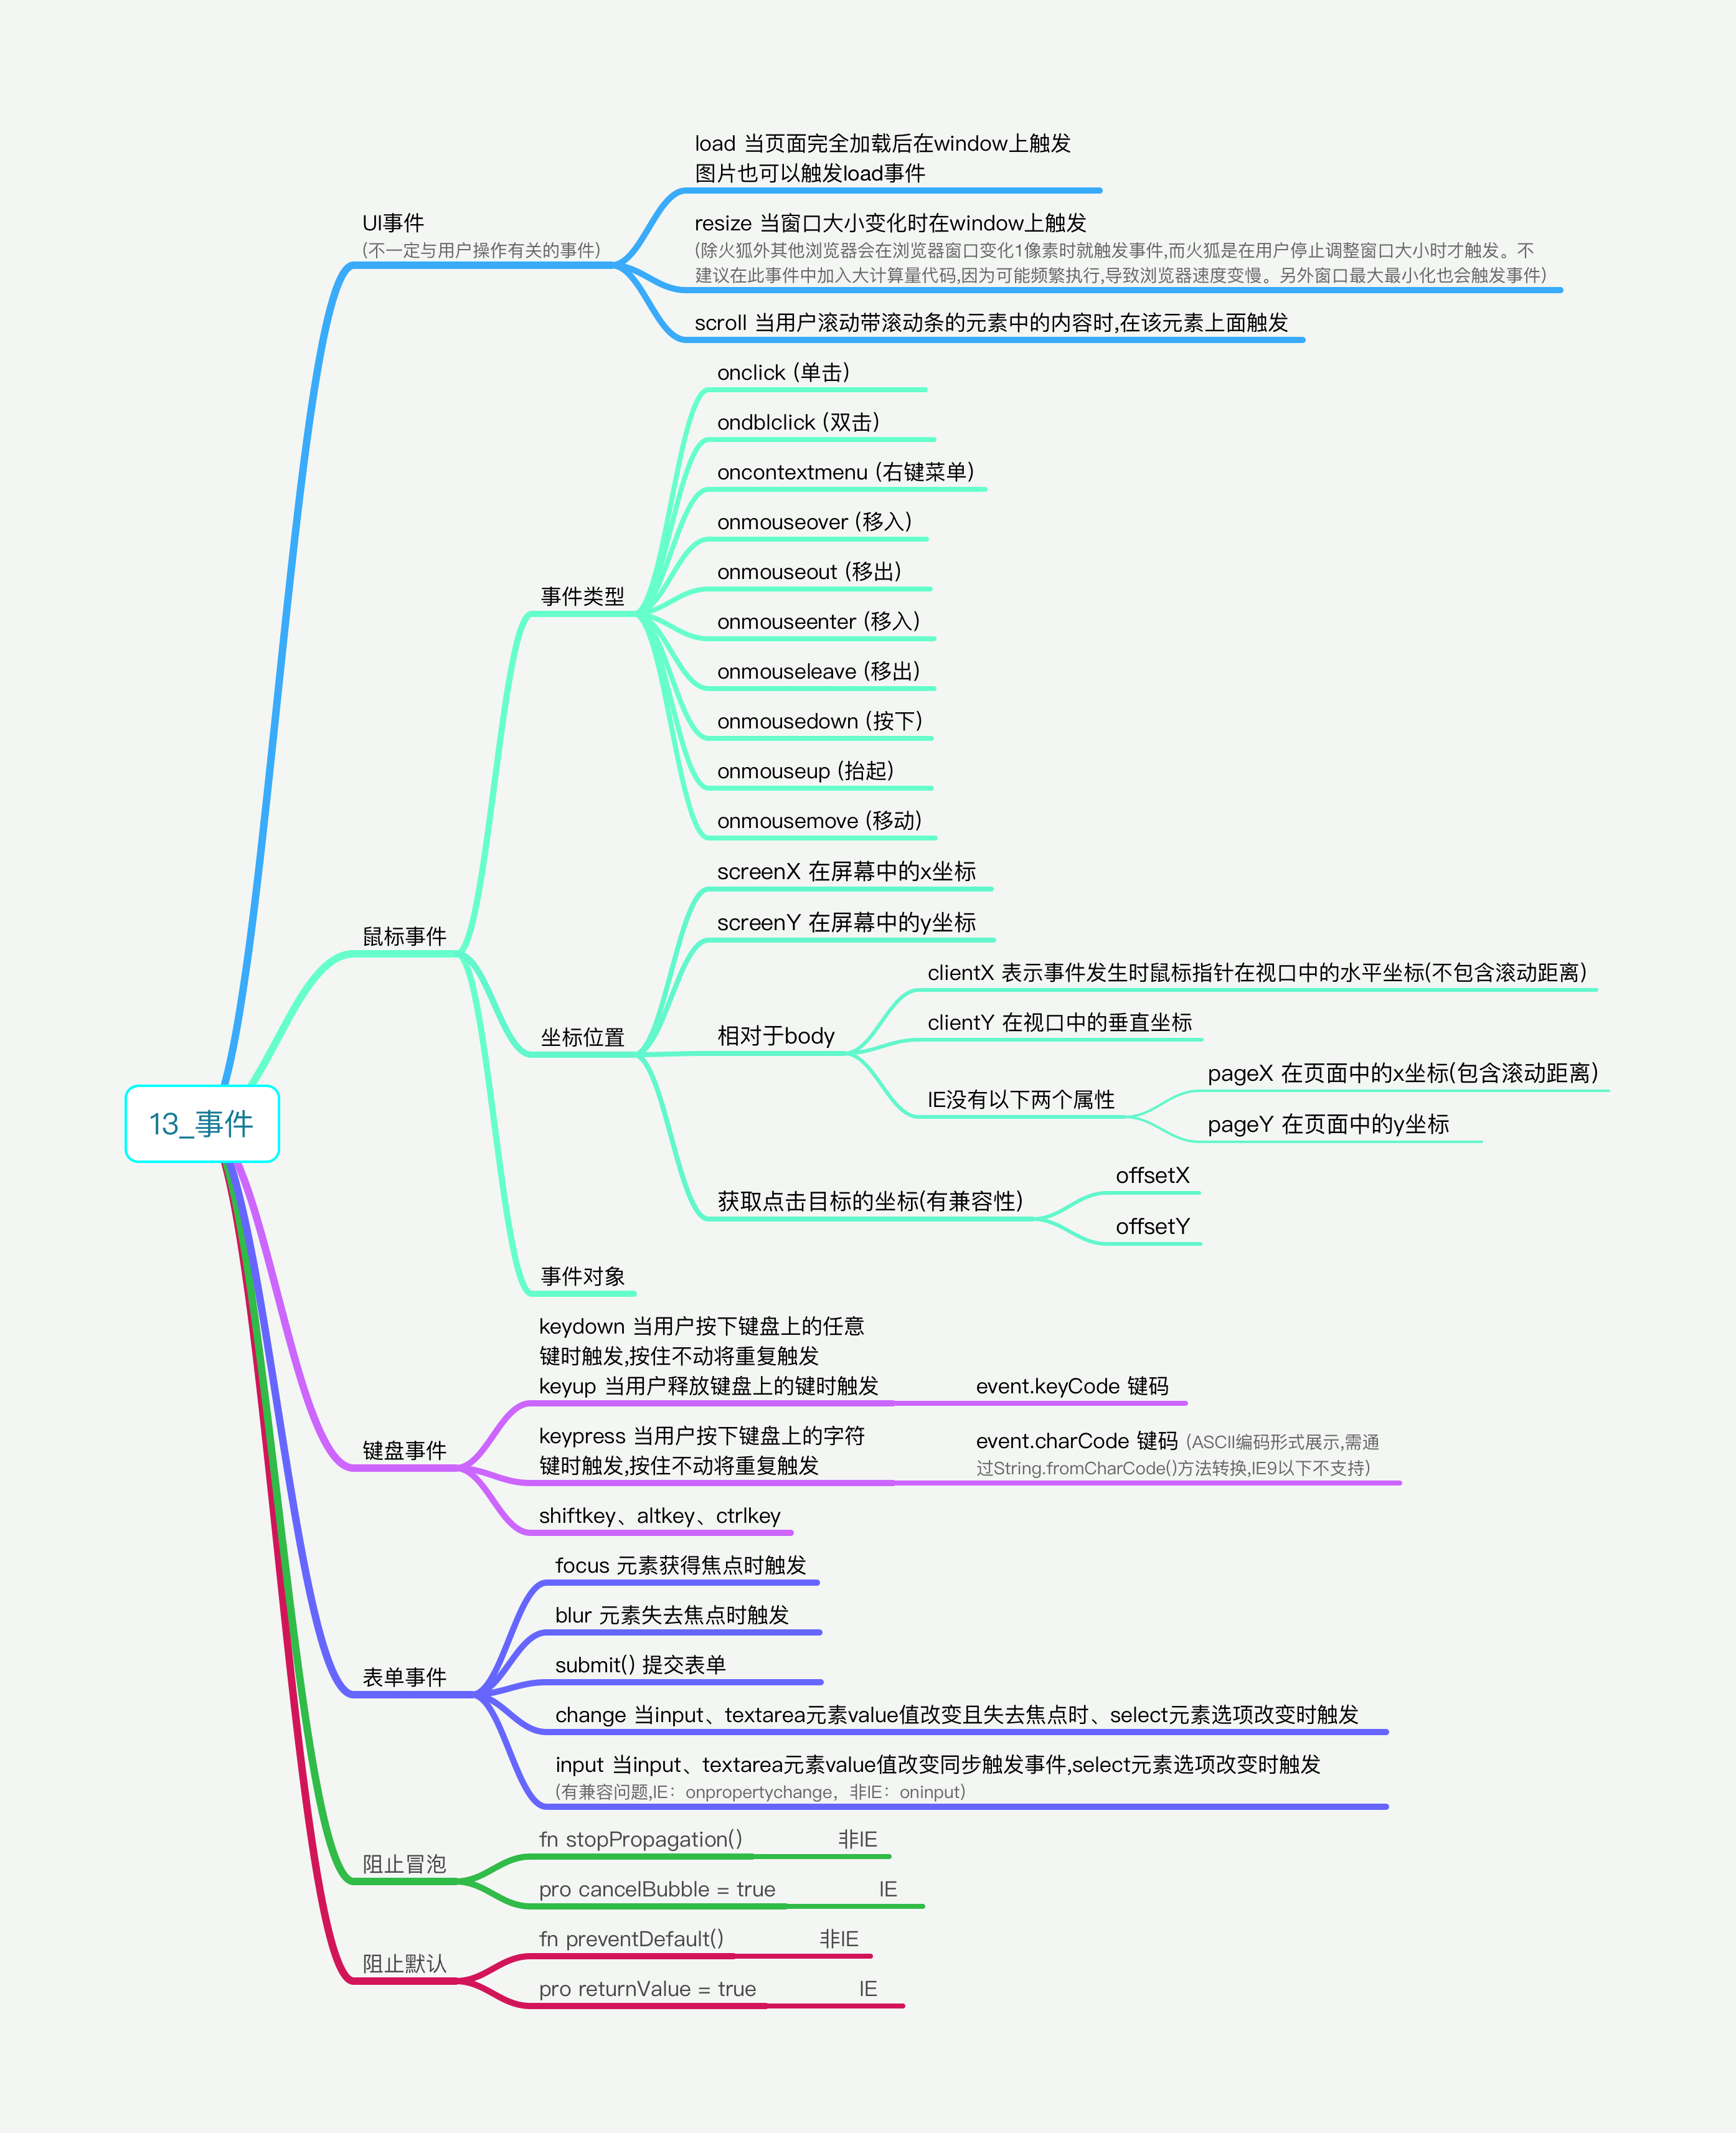 load 当页面完全加载后在window上触发
图片也可以触发load事件
UI事件
(不一定与用户操作有关的事件)
resize 当窗口大小变化时在window上触发
(除火狐外其他浏览器会在浏览器窗口变化1像素时就触发事件,而火狐是在用户停止调整窗口大小时才触发。不
建议在此事件中加入大计算量代码,因为可能频繁执行,导致浏览器速度变慢。另外窗口最大最小化也会触发事件)
scroll 当用户滚动带滚动条的元素中的内容时,在该元素上面触发
onclick (单击)
ondblclick (双击)
oncontextmenu (右键菜单)
onmouseover (移入)
onmouseout (移出)
事件类型
onmouseenter (移入)
onmouseleave (移出)
onmousedown (按下)
onmouseup (抬起)
onmousemove (移动)
screenX 在屏幕中的x坐标
screenY 在屏幕中的y坐标
鼠标事件
clientX 表示事件发生时鼠标指针在视口中的水平坐标(不包含滚动距离)
clientY 在视口中的垂直坐标
坐标位置
相对于body
pageX 在页面中的x坐标(包含滚动距离)
IE没有以下两个属性
pageY 在页面中的y坐标
13_事件
offsetX
获取点击目标的坐标(有兼容性)
offsetY
事件对象
keydown 当用户按下键盘上的任意
键时触发,按住不动将重复触发
keyup 当用户释放键盘上的键时触发
event.keyCode 键码
键盘事件
keypress 当用户按下键盘上的字符
键时触发,按住不动将重复触发
event.charCode 键码 (ASCII编码形式展示,需通
过String.fromCharCode()方法转换,IE9以下不支持)
shiftkey、altkey、ctrlkey
focus 元素获得焦点时触发
blur 元素失去焦点时触发
submit() 提交表单
表单事件
change 当input、textarea元素value值改变且失去焦点时、select元素选项改变时触发
input 当input、textarea元素value值改变同步触发事件,select元素选项改变时触发
(有兼容问题,IE：onpropertychange，非IE：oninput)
fn stopPropagation()
非IE
阻止冒泡
pro cancelBubble = true
IE
fn preventDefault()
非IE
阻止默认
pro returnValue = true
IE